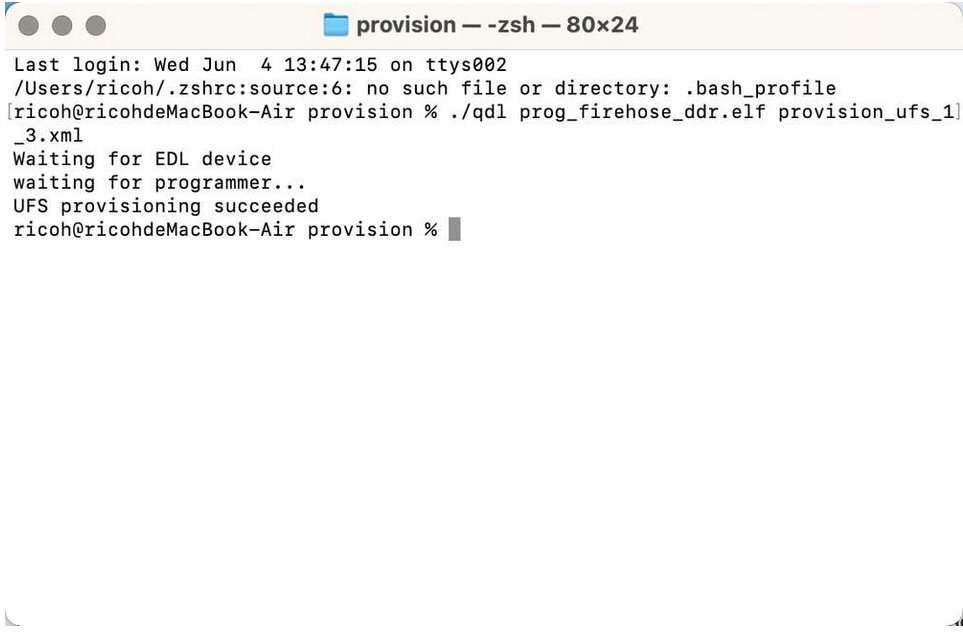 provision — -zsh — 80×24
Last login: Wed Jun  4 13:47:15 on ttys002
/Users/ricoh/.zshrc:source:6: no such file or directory: .bash_profile
[ricoh@ricohdeMacBook-Air provision % ./qdl prog_firehose_ddr.elf provision_ufs_1]
_3.xml
Waiting for EDL device
waiting for programmer...
UFS provisioning succeeded
ricoh@ricohdeMacBook-Air provision %